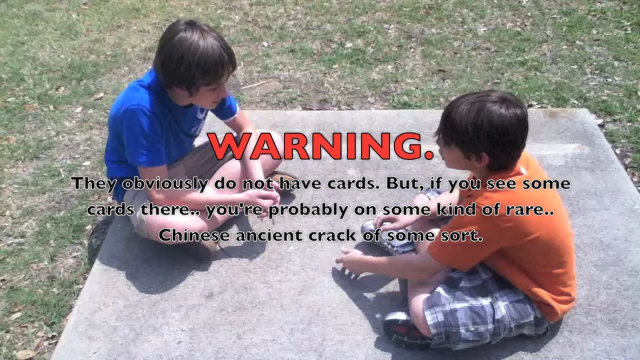 WARNING.
They obviously do not have cards. But, if you see some
cards there.. you're probably on some kind of rare..
Chinese ancient crack of some sort.